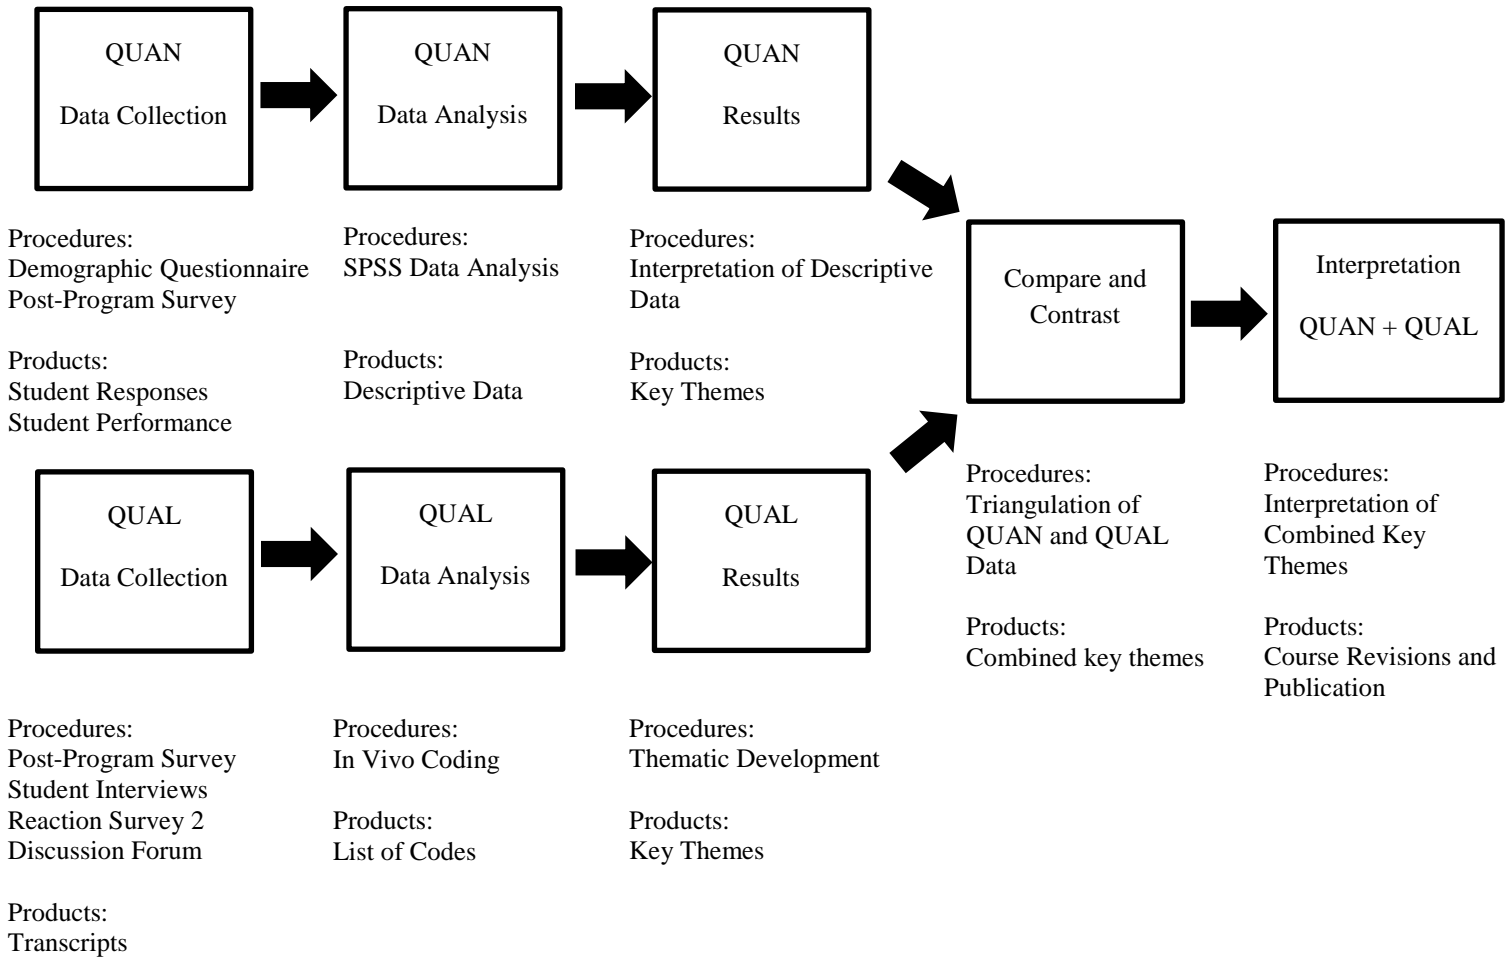 QUAN
Data Collection
QUAN
Data Analysis
QUAN
Results
Procedures:
Demographic Questionnaire
Post-Program Survey
Products:
Student Responses
Student Performance
Procedures:
SPSS Data Analysis
Products:
Descriptive Data
Procedures:
Interpretation of Descriptive
Data
Products:
Key Themes
QUAL
Data Collection
QUAL
Data Analysis
QUAL
Results
Procedures:
Post-Program Survey
Student Interviews
Reaction Survey 2
Discussion Forum
Products:
Transcripts
Procedures:
In Vivo Coding
Products:
List of Codes
Procedures:
Thematic Development
Products:
Key Themes
Compare and
Contrast
Procedures:
Triangulation of
QUAN and QUAL
Data
Products:
Combined key themes
Interpretation
QUAN + QUAL
Procedures:
Interpretation of
Combined Key
Themes
Products:
Course Revisions and
Publication